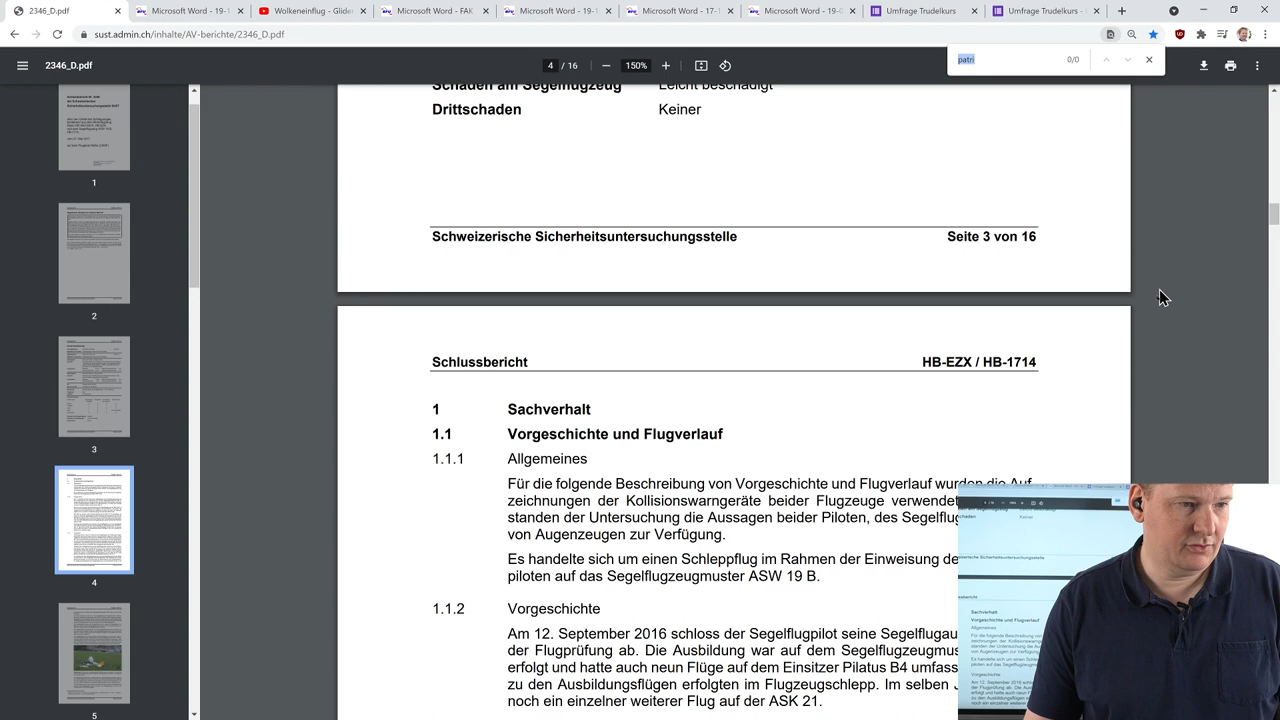 2346_D.pdf
Microsoft Word - 19-1
Wolkeneinflug - Glide
Microsoft Word - FAK
Microsoft Word - 19-1
Microsoft Word - 17-1
Microsoft Word - 19-0
Umfrage Trudelkurs -
Umfrage Trudelkurs -
sust.admin.ch/inhalte/AV-berichte/2346_D.pdf
2346_D.pdf
4 / 16
150%
patri
0/0
Schaden am Segelflugzeug Leicht beschädigt
Drittschaden Keiner
Schweizerische Sicherheitsuntersuchungsstelle Seite 3 von 16
Schlussbericht HB-EZX / HB-1714
1 Sachverhalt
1.1 Vorgeschichte und Flugverlauf
1.1.1 Allgemeines
Für die folgende Beschreibung von Vorgeschichte und Flugverlauf wurden die Auf-
zeichnungen der Kollisionswarngeräte beider Flugzeuge verwendet
standen der Untersuchung die Aussagen beider Piloten, des Segelflu
von Augenzeugen zur Verfügung.
Es handelte sich um einen Schleppflug im Rahmen der Einweisung de
piloten auf das Segelflugzeugmuster ASW 19 B.
1.1.2 Vorgeschichte
Am 12. September 2016 schloss der Segelflugpilot seine Segelflugau
der Flugprüfung ab. Die Ausbildung war auf dem Segelflugzeugmus
erfolgt und hatte auch neun Flüge auf dem Einsitzer Pilatus B4 umfass
zu den Ausbildungsflügen erfolgten im Flugzeugschlepp. Im selben J
noch ein einzelner weiterer Flug auf der ASK 21.
1
2
3
4
5